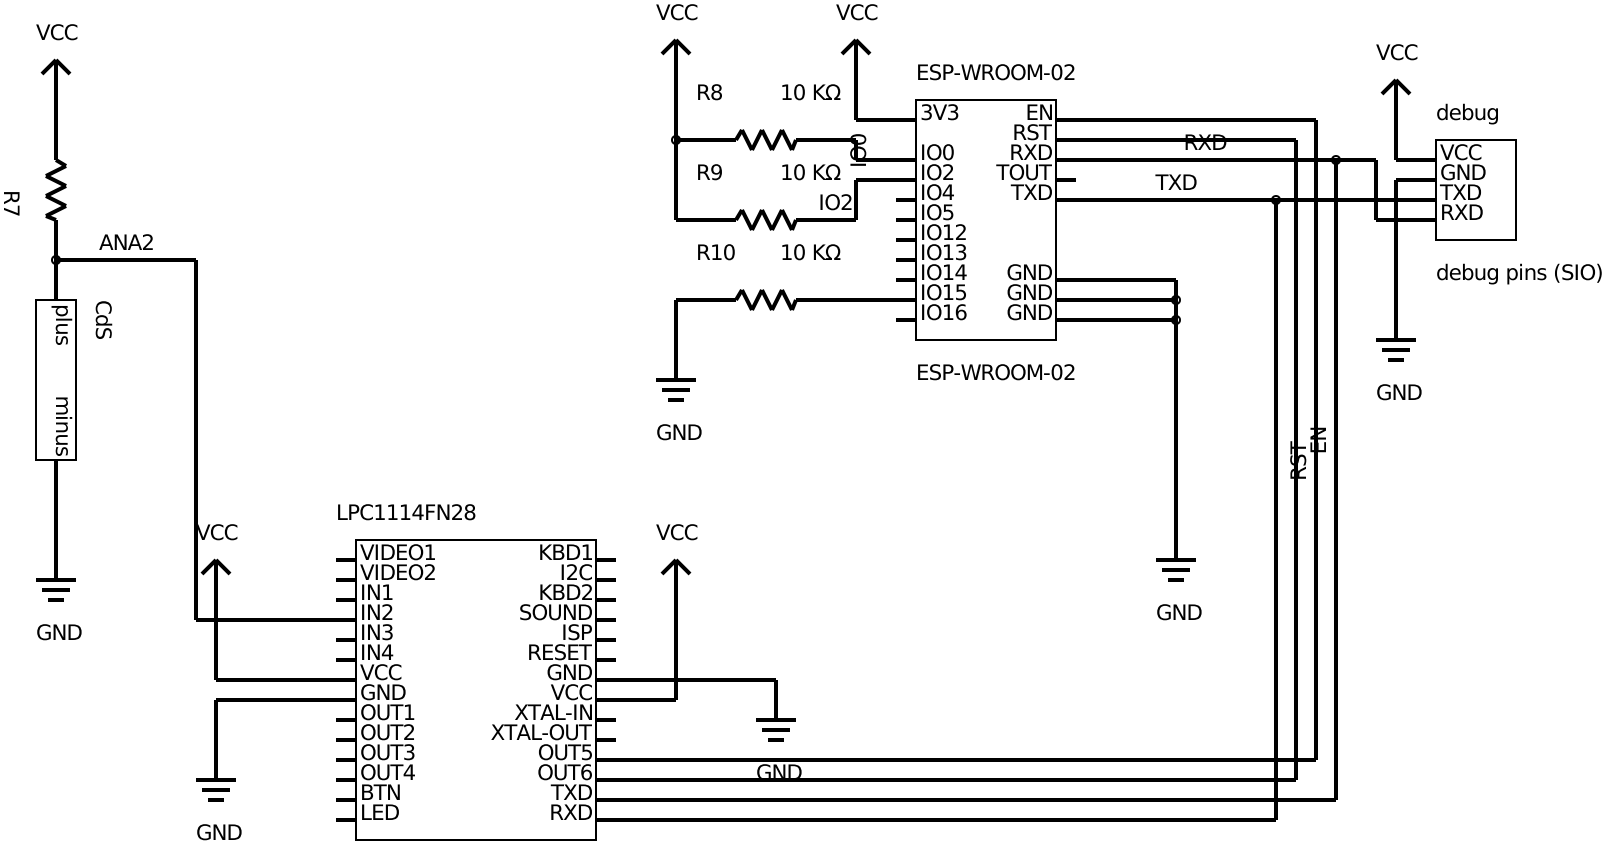 VCC
R7
ANA2
CdS
plus
minus
GND
VCC
VCC
R8 10 KΩ
IO0
R9 10 KΩ
IO2
R10 10 KΩ
GND
ESP-WROOM-02
3V3
IO0
IO2
IO4
IO5
IO12
IO13
IO14
IO15
IO16
EN
RST
RXD
TOUT
TXD
GND
GND
GND
ESP-WROOM-02
RXD
TXD
GND
RST
EN
VCC
debug
VCC
GND
TXD
RXD
debug pins (SIO)
GND
LPC1114FN28
VCC
GND
VIDEO1
VIDEO2
IN1
IN2
IN3
IN4
VCC
GND
OUT1
OUT2
OUT3
OUT4
BTN
LED
KBD1
I2C
KBD2
SOUND
ISP
RESET
GND
VCC
XTAL-IN
XTAL-OUT
OUT5
OUT6
TXD
RXD
VCC
GND